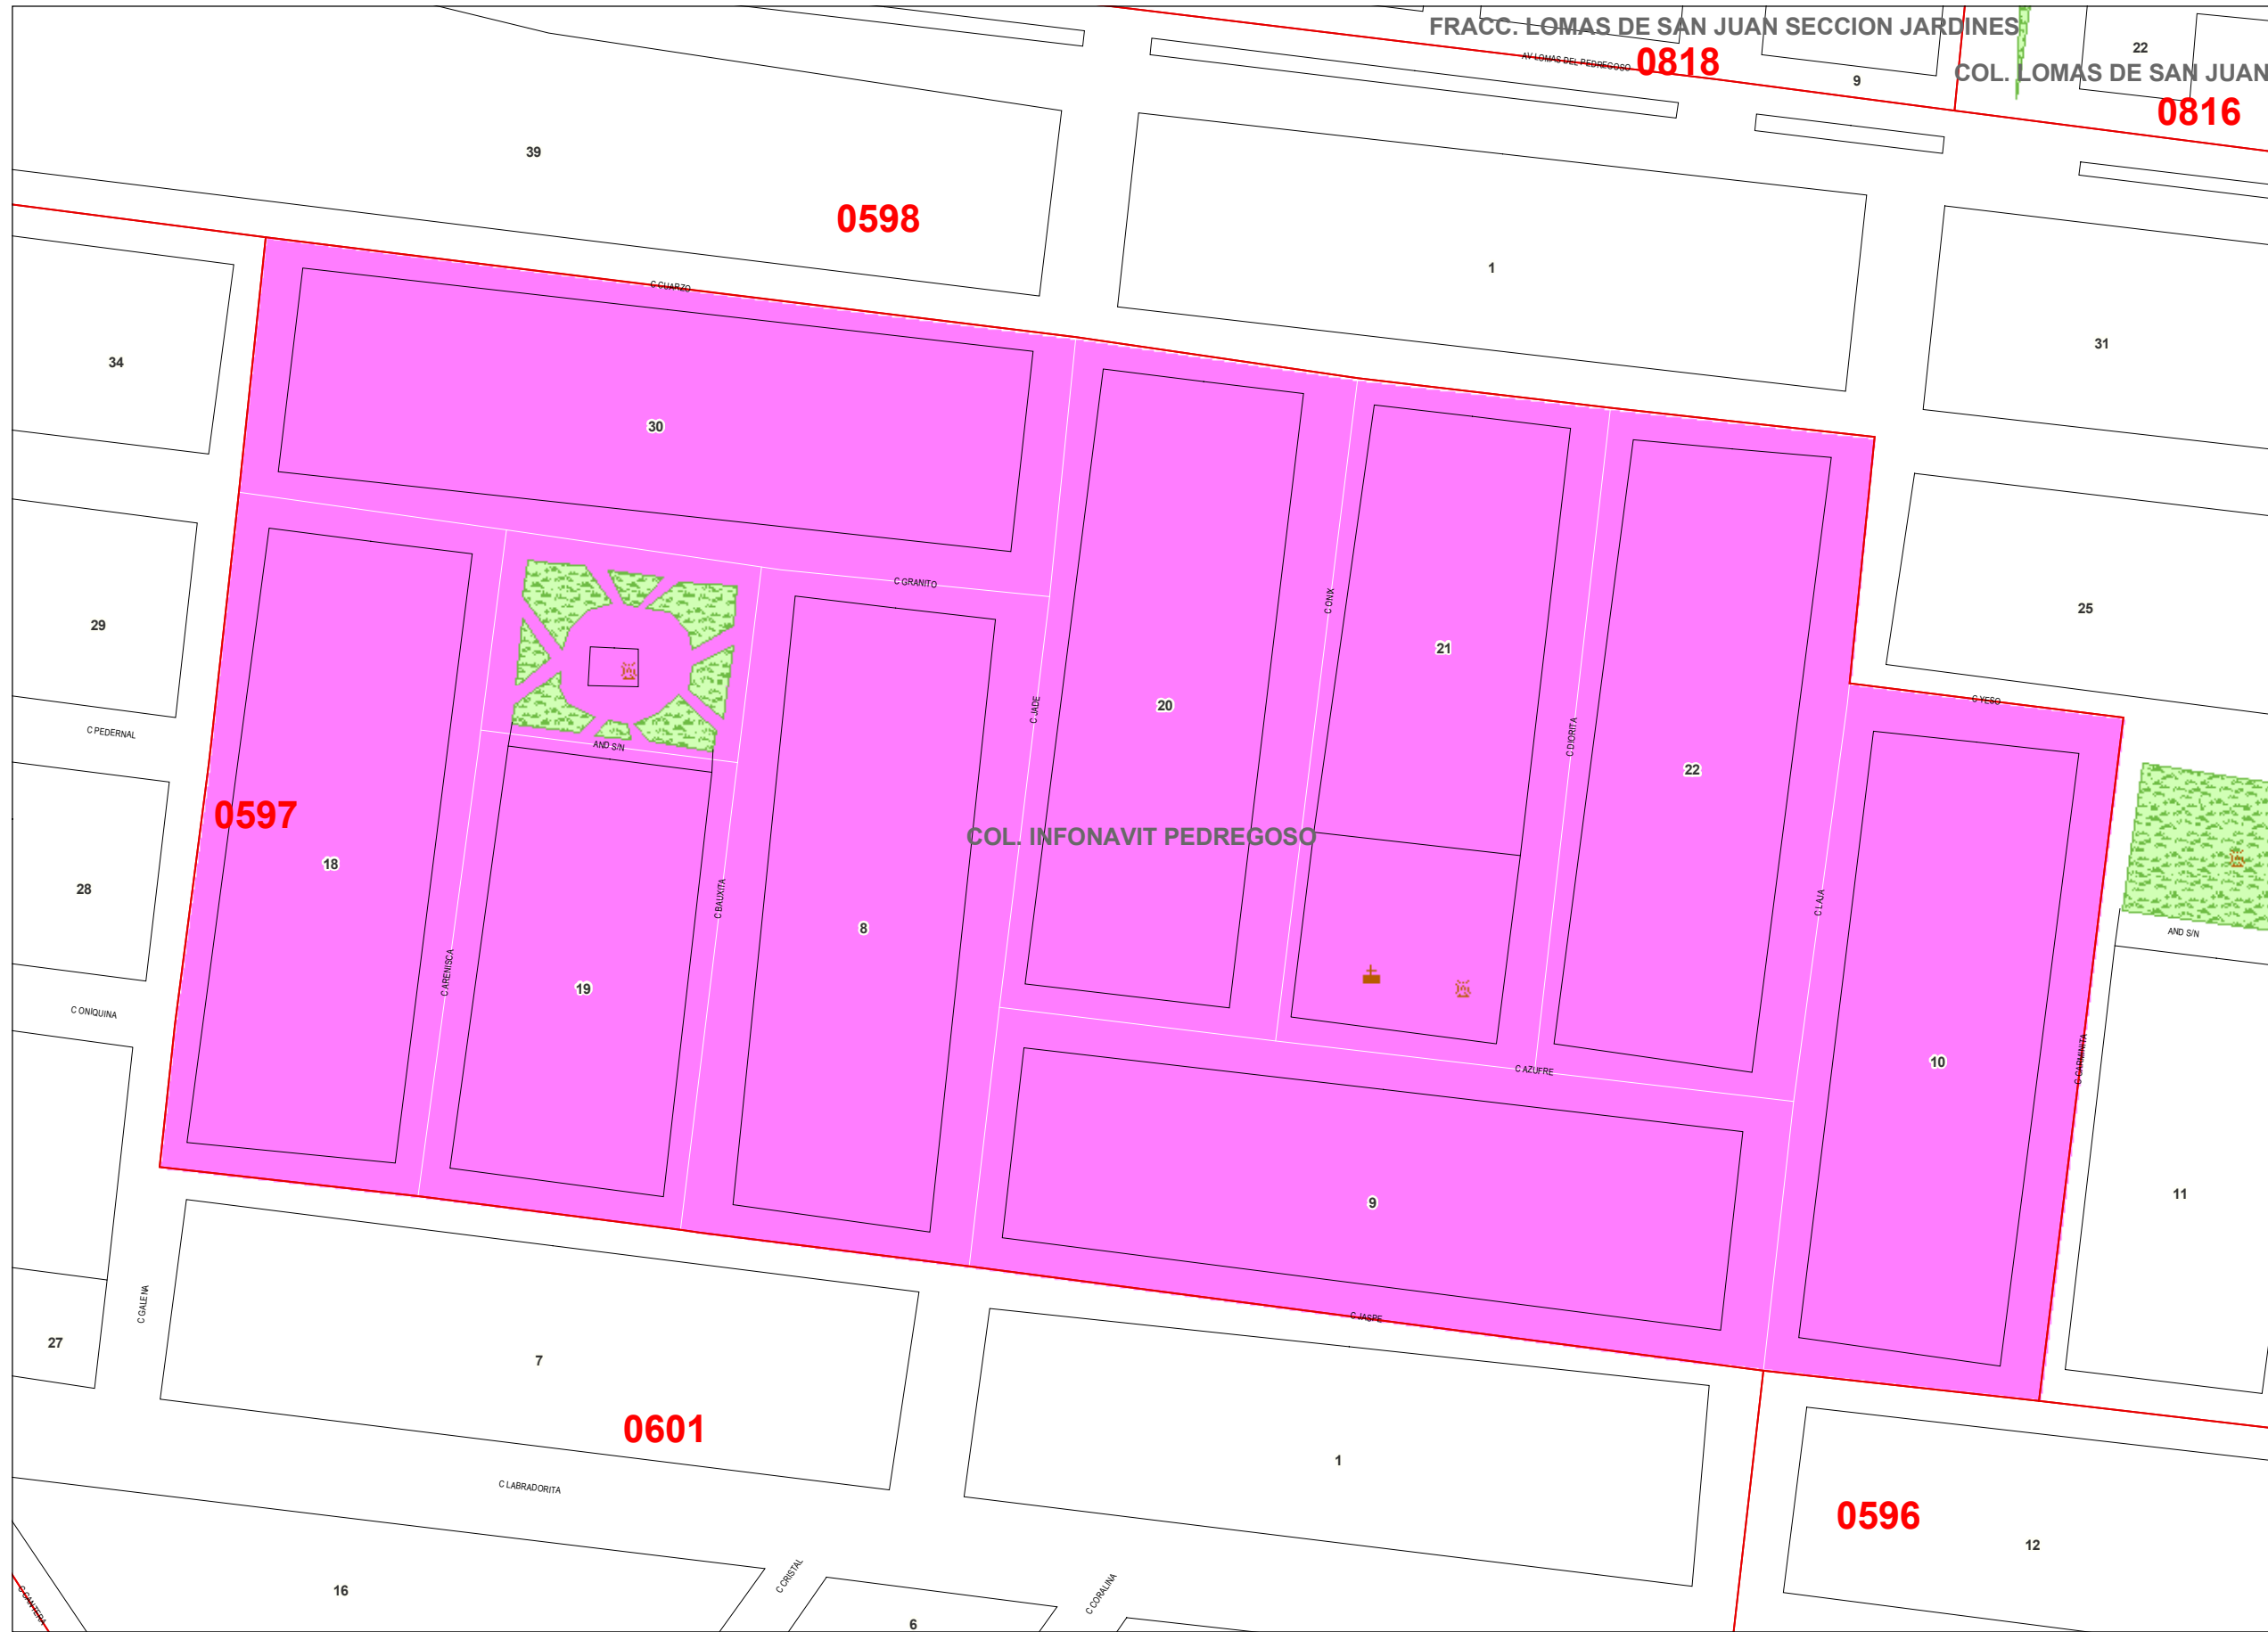 FRACC. LOMAS DE SAN JUAN SECCION JARDINES
22
AV LOMAS DEL PEDREGOSO
0818
COL. LOMAS DE SAN JUAN
9
0816
39
0598
1
C CUARZO
31
34
30
C GRANITO
C ONIX
25
29
21
C JADE
20
C YESO
C PEDERNAL
AND S/N
C DIORITA
22
0597
COL. INFONAVIT PEDREGOSO
18
28
C BAUXITA
C LAJA
8
AND S/N
C ARENISCA
19
C ONIQUINA
C AZUFRE
C CARMINITA
10
11
9
C GALENA
C JASPE
27
7
0601
1
C LABRADORITA
0596
12
16
C CRISTAL
C CORALINA
C CANTERA
6